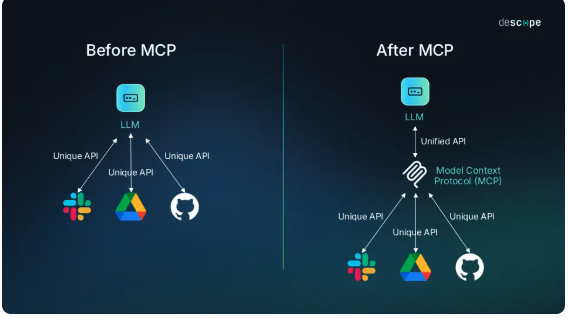 descope
Before MCP
LLM
Unique API
Unique API
Unique API
After MCP
LLM
Unified API
Model Context
Protocol (MCP)
Unique API
Unique API
Unique API